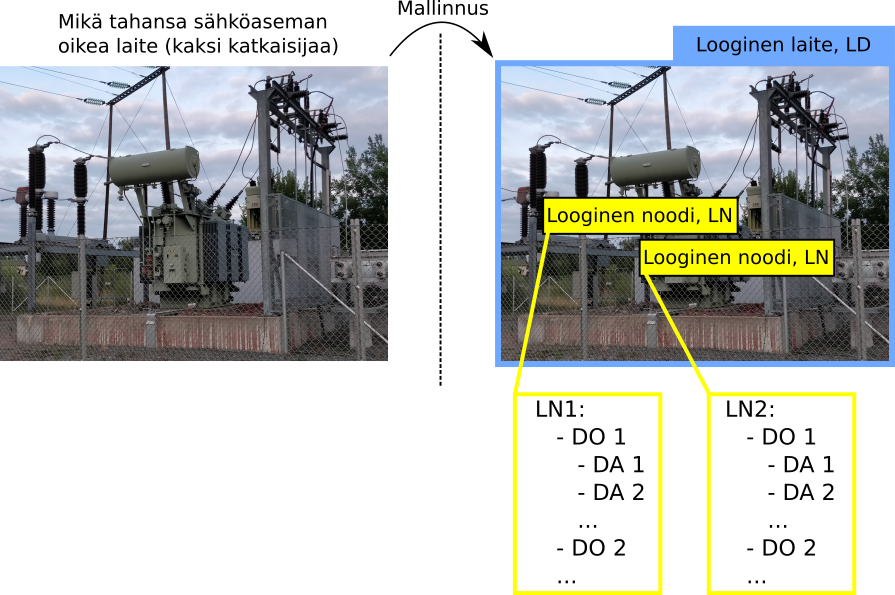 Mikä tahansa sähköaseman
oikea laite (kaksi katkaisijaa)
Mallinnus
Looginen laite, LD
Looginen noodi, LN
Looginen noodi, LN
LN1:
- DO 1
- DA 1
- DA 2
...
- DO 2
...
LN2:
- DO 1
- DA 1
- DA 2
...
- DO 2
...